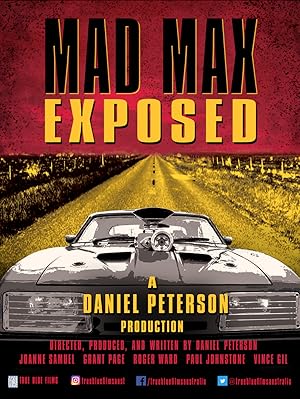 MAD MAX
EXPOSED
A
DANIEL PETERSON
PRODUCTION
DIRECTED, PRODUCED, AND WRITTEN BY DANIEL PETERSON
JOANNE SAMUEL GRANT PAGE ROGER WARD PAUL JOHNSTONE VINCE GIL
TRUE BLUE FILMS @truebluefilmsaust /truebluefilmsaustralia @truebluefilmsaustralia